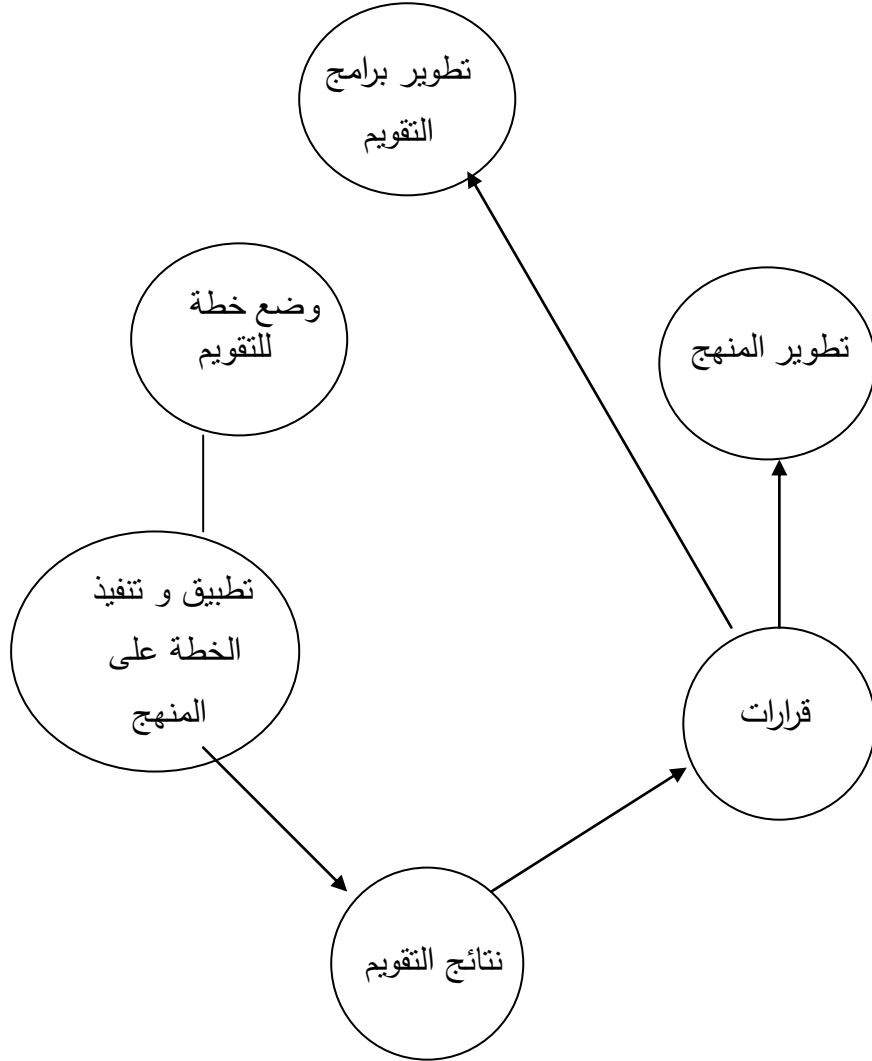 تطوير برامج
التقويم
وضع خطة
للتقويم
تطوير المنهج
تطبيق و تنفيذ
الخطة على
المنهج
قرارات
نتائج التقويم